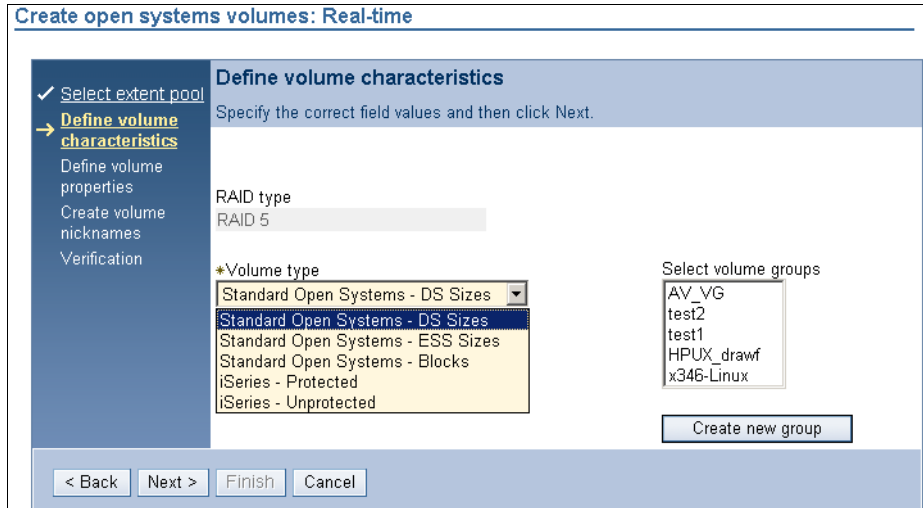 Create open systems volumes: Real-time
Select extent pool
Define volume
characteristics
Define volume
properties
Create volume
nicknames
Verification
Define volume characteristics
Specify the correct field values and then click Next.
RAID type
RAID 5
*Volume type
Standard Open Systems - DS Sizes
Standard Open Systems - DS Sizes
Standard Open Systems - ESS Sizes
Standard Open Systems - Blocks
iSeries - Protected
iSeries - Unprotected
Select volume groups
AV_VG
test2
test1
HPUX_drawf
x346-Linux
Create new group
< Back
Next >
Finish
Cancel